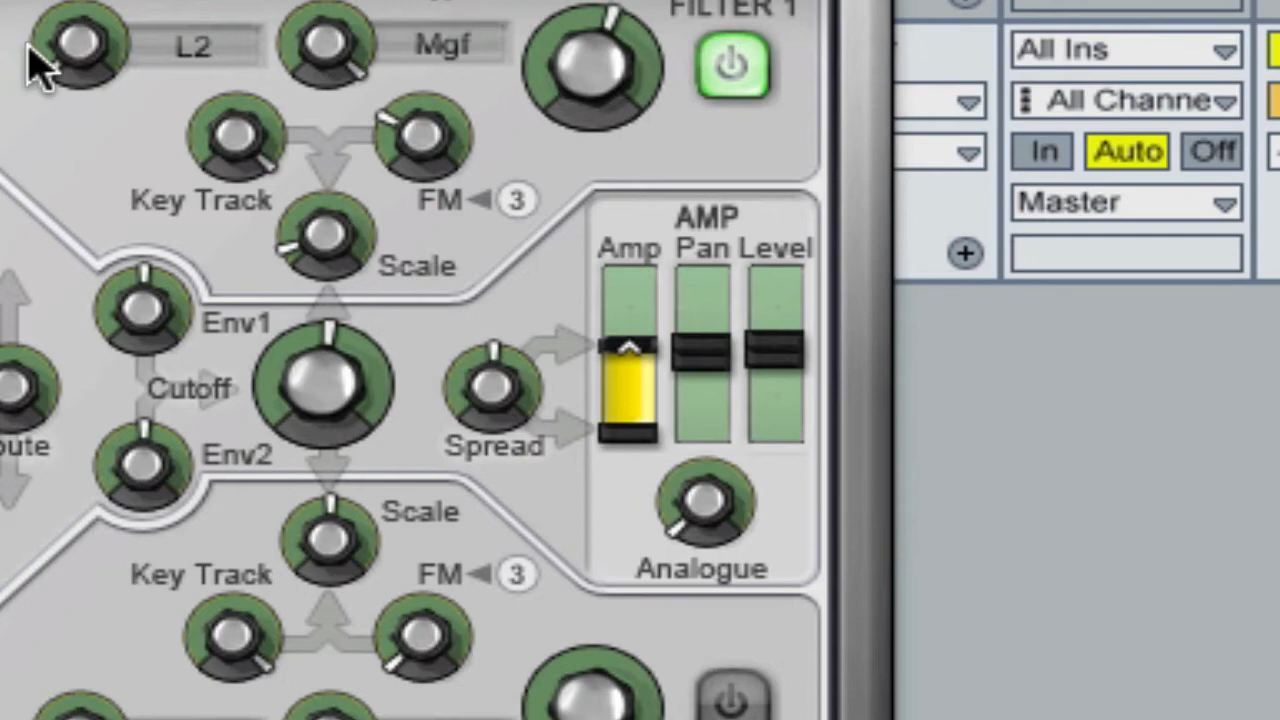 FILTER 1
L2
Mgf
Key Track
FM
3
Scale
Env1
Cutoff
Env2
Spread
AMP
Amp
Pan
Level
Analogue
Scale
Key Track
FM
3
All Ins
All Channe
In
Auto
Off
Master